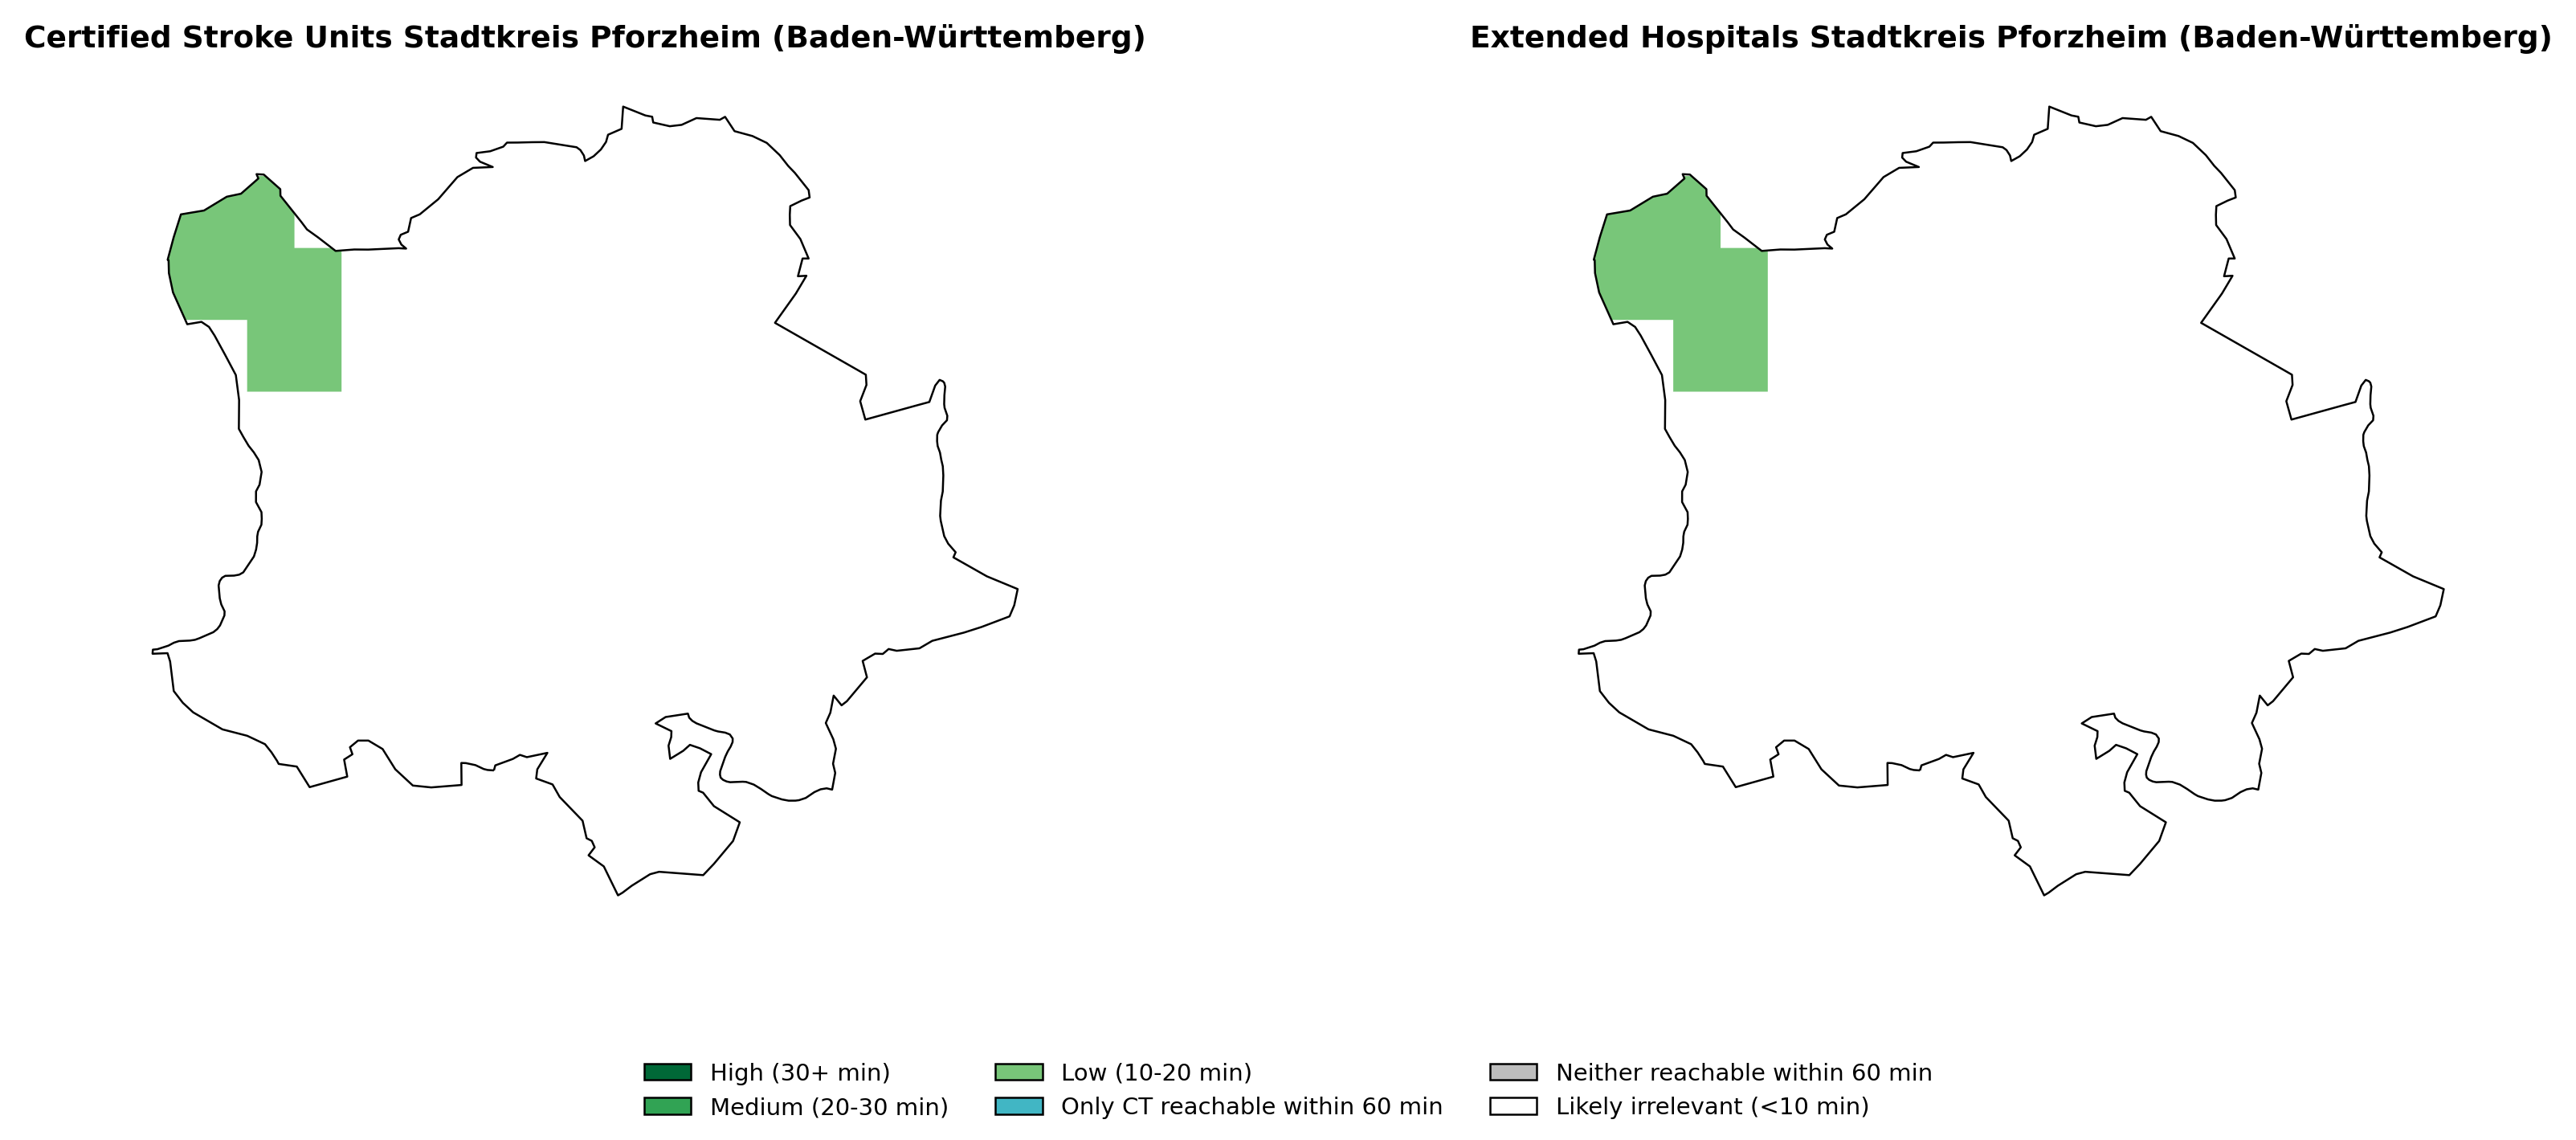 Certified Stroke Units Stadtkreis Pforzheim (Baden-Württemberg)
Extended Hospitals Stadtkreis Pforzheim (Baden-Württemberg)
High (30+ min)
Medium (20-30 min)
Low (10-20 min)
Only CT reachable within 60 min
Neither reachable within 60 min
Likely irrelevant (<10 min)